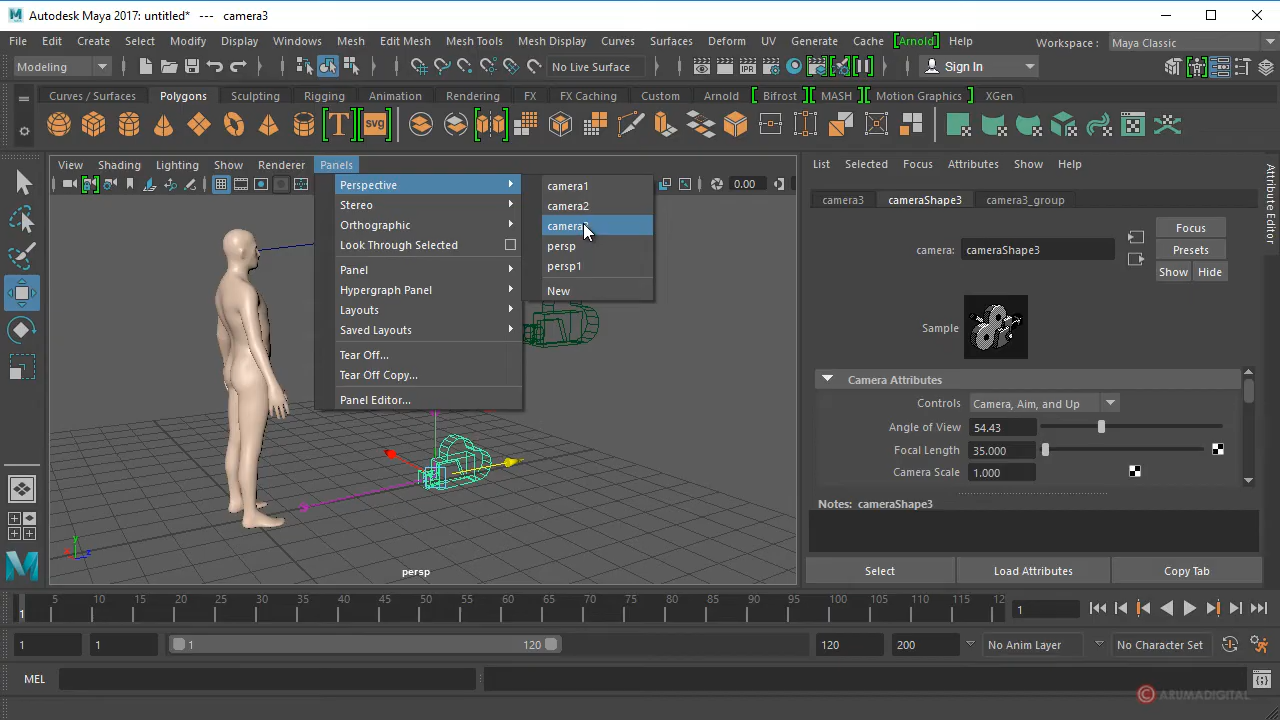 Autodesk Maya 2017: untitled*   ---   camera3
File Edit Create Select Modify Display Windows Mesh Edit Mesh Mesh Tools Mesh Display Curves Surfaces Deform UV Generate Cache [Arnold] Help Workspace : Maya Classic
Modeling No Live Surface IPR Sign In
Curves / Surfaces Polygons Sculpting Rigging Animation Rendering FX FX Caching Custom Arnold Bifrost MASH Motion Graphics XGen
T svg
View Shading Lighting Show Renderer Panels
0.00
Perspective
Stereo
Orthographic
Look Through Selected
Panel
Hypergraph Panel
Layouts
Saved Layouts
Tear Off...
Tear Off Copy...
Panel Editor...
camera1
camera2
persp
persp1
New
persp
y
x z
List Selected Focus Attributes Show Help
camera3 cameraShape3 camera3_group
camera: cameraShape3
Focus
Presets
Show Hide
Sample
Camera Attributes
Controls Camera, Aim, and Up
Angle of View 54.43
Focal Length 35.000
Camera Scale 1.000
Notes: cameraShape3
Select Load Attributes Copy Tab
Attribute Editor
1 5 10 15 20 25 30 35 40 45 50 55 60 65 70 75 80 85 90 95 100 105 110 115 12 1
1 1 1 120 120 200 No Anim Layer No Character Set
MEL
© ARUMADIGITAL